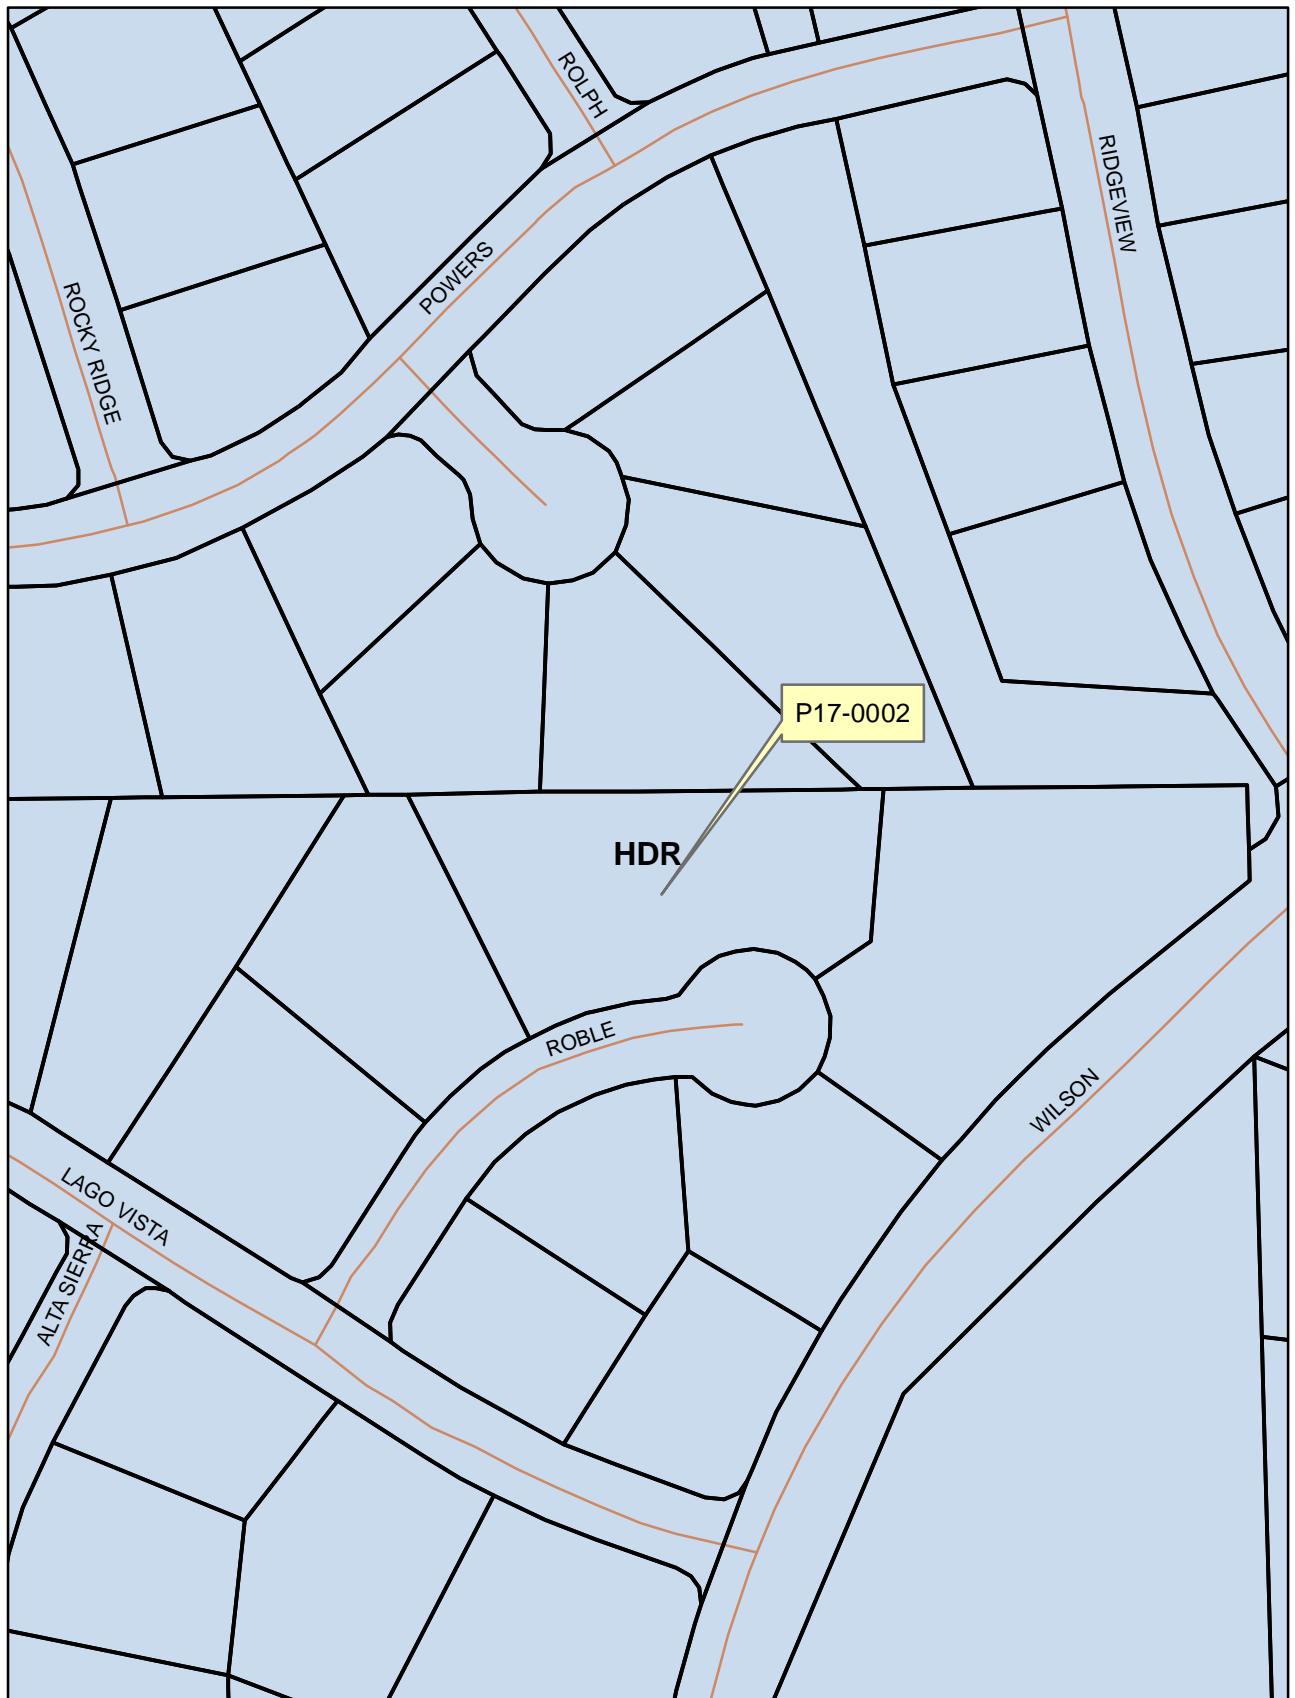 ROLPH
RIDGEVIEW
POWERS
ROCKY RIDGE
P17-0002
HDR
ROBLE
WILSON
LAGO VISTA
ALTA SIERRA